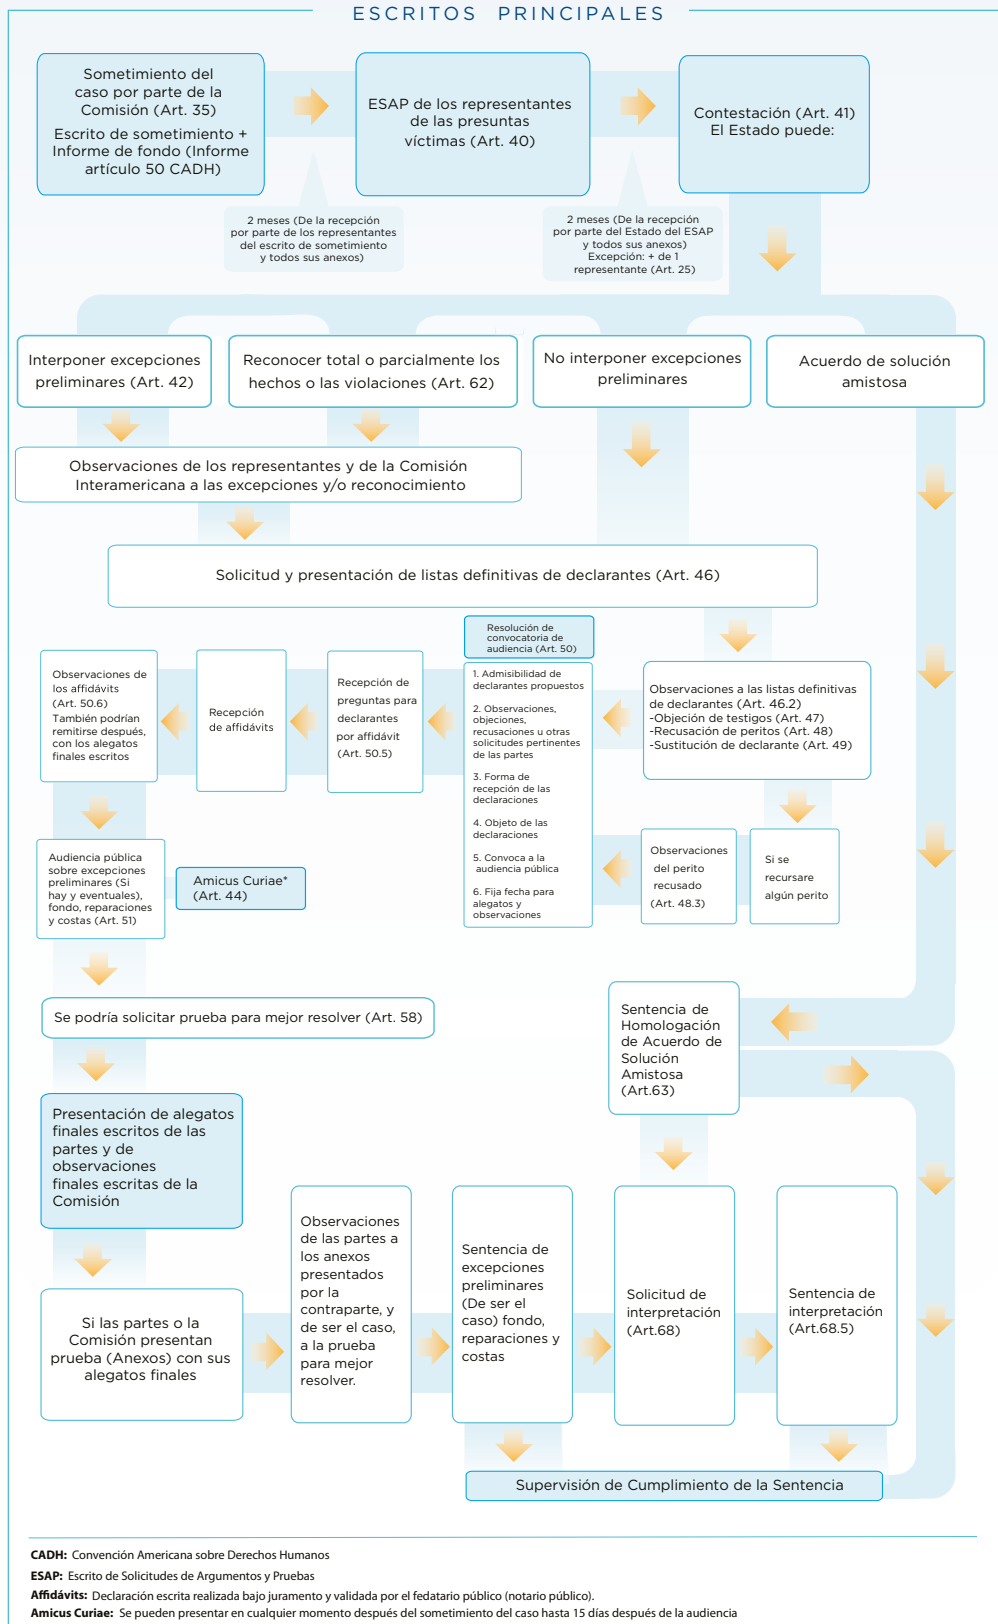 ESCRITOS PRINCIPALES
Sometimiento del
caso por parte de la
Comisión (Art. 35)
Escrito de sometimiento +
Informe de fondo (Informe
artículo 50 CADH)
ESAP de los representantes
de las presuntas
víctimas (Art. 40)
Contestación (Art. 41)
El Estado puede:
2 meses (De la recepción
por parte de los representantes
del escrito de sometimiento
y todos sus anexos)
2 meses (De la recepción
por parte del Estado del ESAP
y todos sus anexos)
Excepción: + de 1
representante (Art. 25)
Interponer excepciones
preliminares (Art. 42)
Reconocer total o parcialmente los
hechos o las violaciones (Art. 62)
No interponer excepciones
preliminares
Acuerdo de solución
amistosa
Observaciones de los representantes y de la Comisión
Interamericana a las excepciones y/o reconocimiento
Solicitud y presentación de listas definitivas de declarantes (Art. 46)
Observaciones a las listas definitivas
de declarantes (Art. 46.2)
-Objeción de testigos (Art. 47)
-Recusación de peritos (Art. 48)
-Sustitución de declarante (Art. 49)
Si se
recursare
algún perito
Observaciones
del perito
recusado
(Art. 48.3)
Resolución de
convocatoria de
audiencia (Art. 50)
1. Admisibilidad de
declarantes propuestos
2. Observaciones,
objeciones,
recusaciones u otras
solicitudes pertinentes
de las partes
3. Forma de
recepción de las
declaraciones
4. Objeto de las
declaraciones
5. Convoca a la
audiencia pública
6. Fija fecha para
alegatos y
observaciones
Recepción de
preguntas para
declarantes
por affidávit
(Art. 50.5)
Recepción
de affidávits
Observaciones de
los affidávits
(Art. 50.6)
También podrían
remitirse después,
con los alegatos
finales escritos
Audiencia pública
sobre excepciones
preliminares (Si
hay y eventuales),
fondo, reparaciones
y costas (Art. 51)
Amicus Curiae*
(Art. 44)
Se podría solicitar prueba para mejor resolver (Art. 58)
Sentencia de
Homologación
de Acuerdo de
Solución
Amistosa
(Art.63)
Presentación de alegatos
finales escritos de las
partes y de
observaciones
finales escritas de la
Comisión
Si las partes o la
Comisión presentan
prueba (Anexos) con sus
alegatos finales
Observaciones
de las partes a
los anexos
presentados
por la
contraparte, y
de ser el caso,
a la prueba
para mejor
resolver.
Sentencia de
excepciones
preliminares
(De ser el
caso) fondo,
reparaciones y
costas
Solicitud de
interpretación
(Art.68)
Sentencia de
interpretación
(Art.68.5)
Supervisión de Cumplimiento de la Sentencia
CADH: Convención Americana sobre Derechos Humanos
ESAP: Escrito de Solicitudes de Argumentos y Pruebas
Affidávits: Declaración escrita realizada bajo juramento y validada por el fedatario público (notario público).
Amicus Curiae: Se pueden presentar en cualquier momento después del sometimiento del caso hasta 15 días después de la audiencia